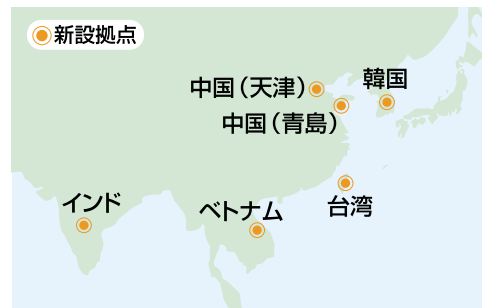 新設拠点
中国（天津）
韓国
中国（青島）
インド
ベトナム
台湾